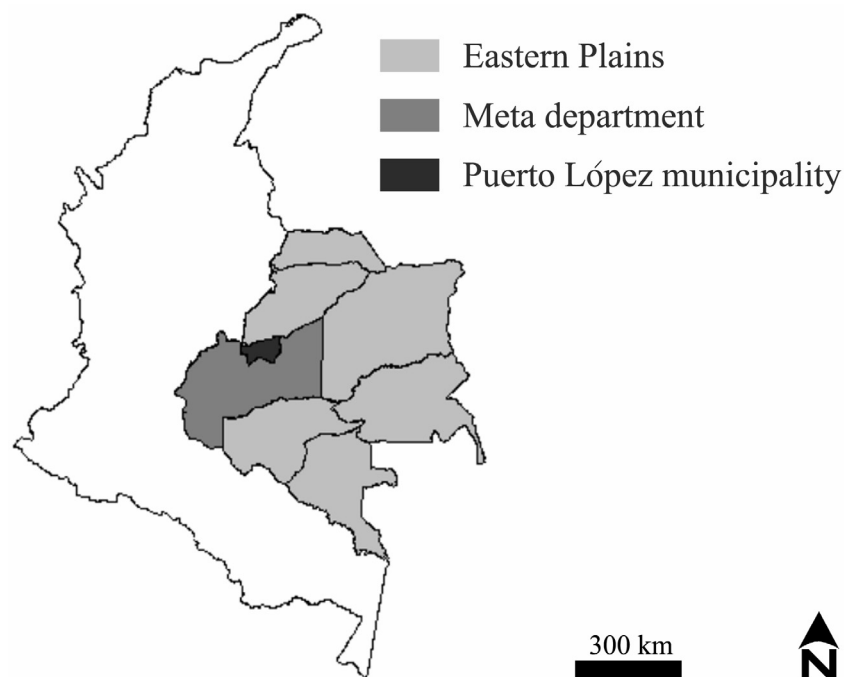 Eastern Plains
Meta department
Puerto López municipality
300 km
N